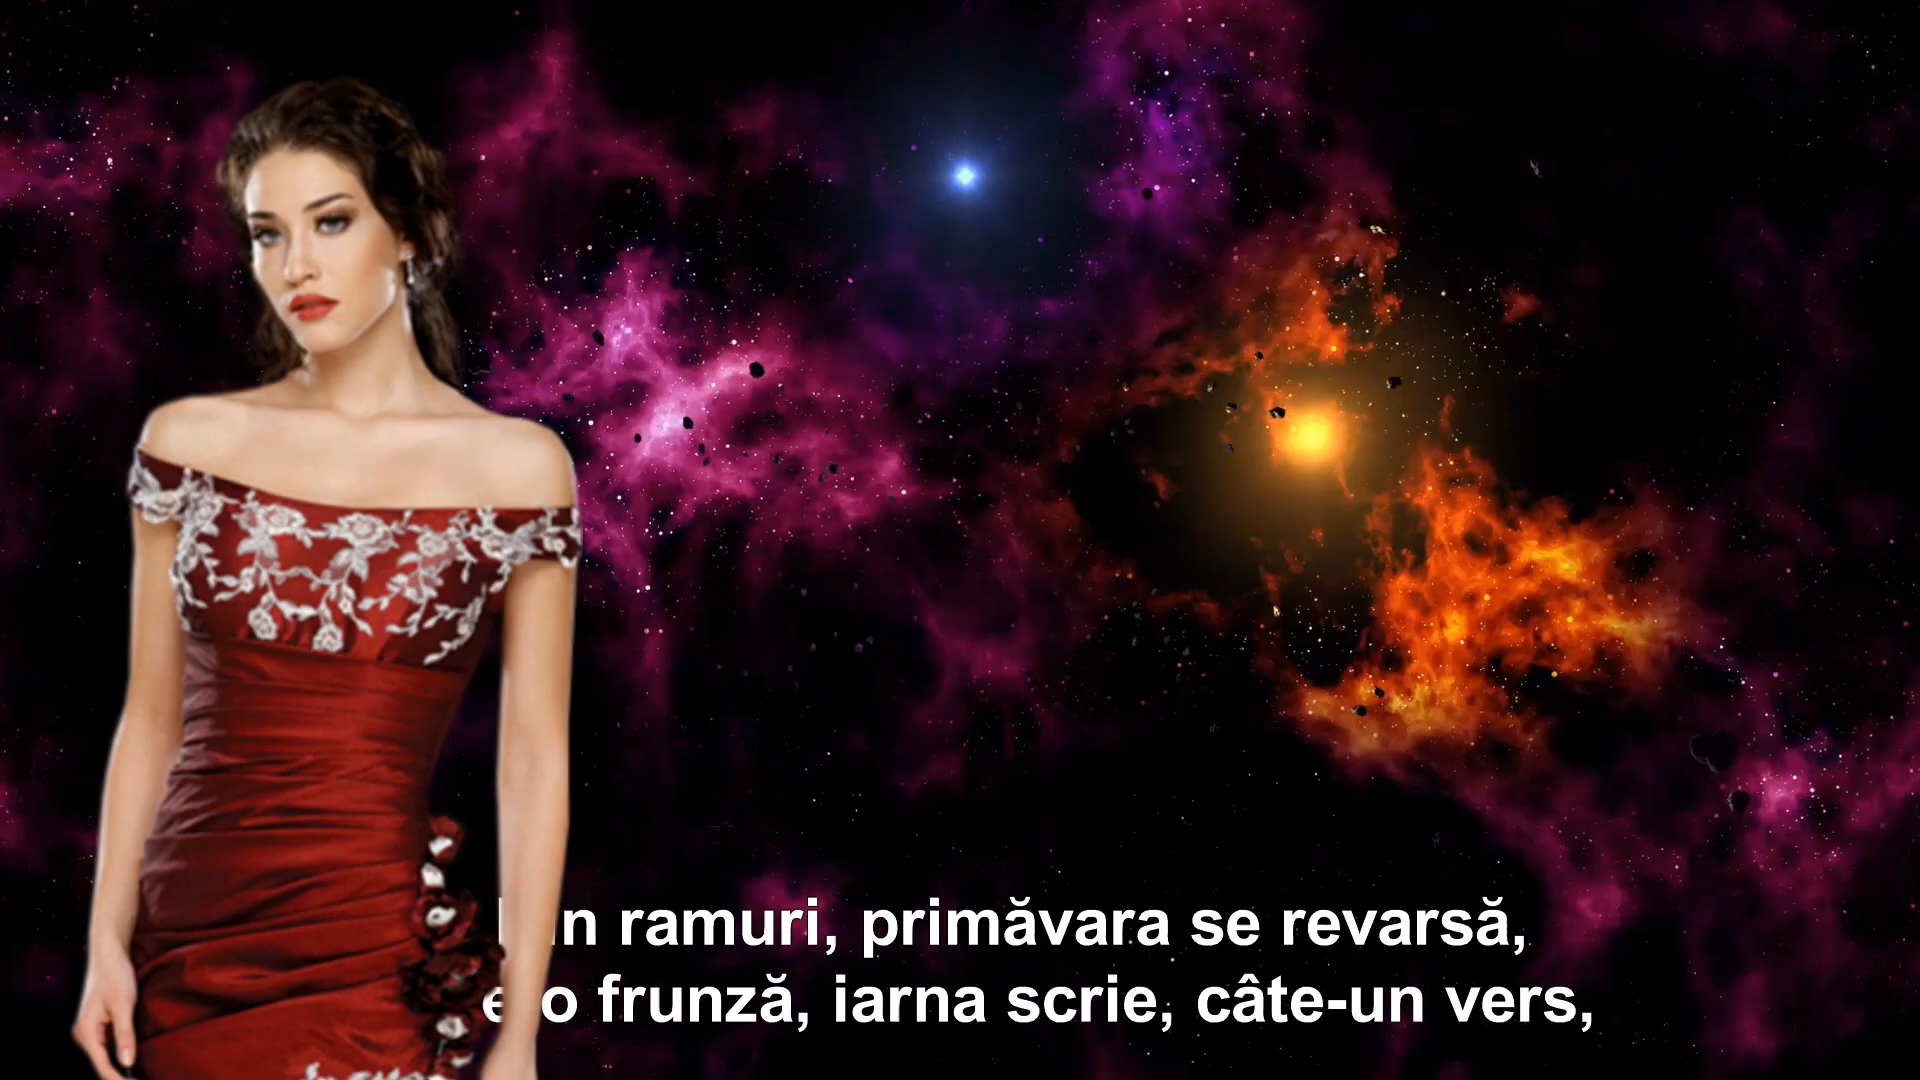 ramuri, primăvara se revarsă,
o frunză, iarna scrie, câte-un vers,